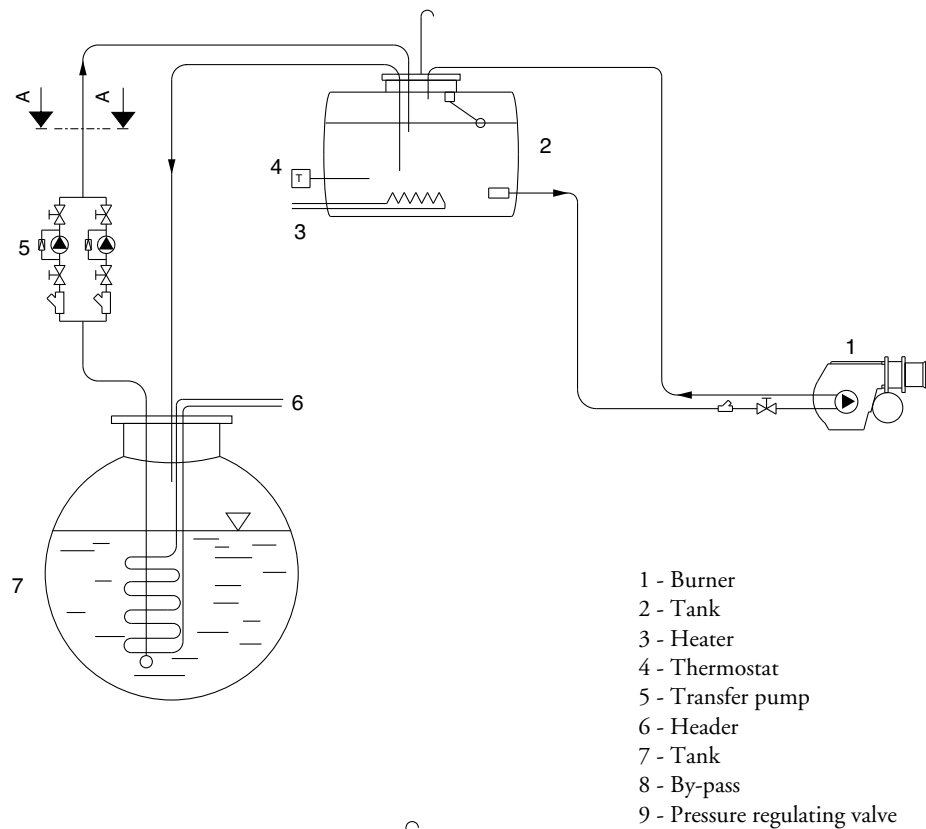 A
A
2
4
T
3
5
1
6
7
1 - Burner
2 - Tank
3 - Heater
4 - Thermostat
5 - Transfer pump
6 - Header
7 - Tank
8 - By-pass
9 - Pressure regulating valve